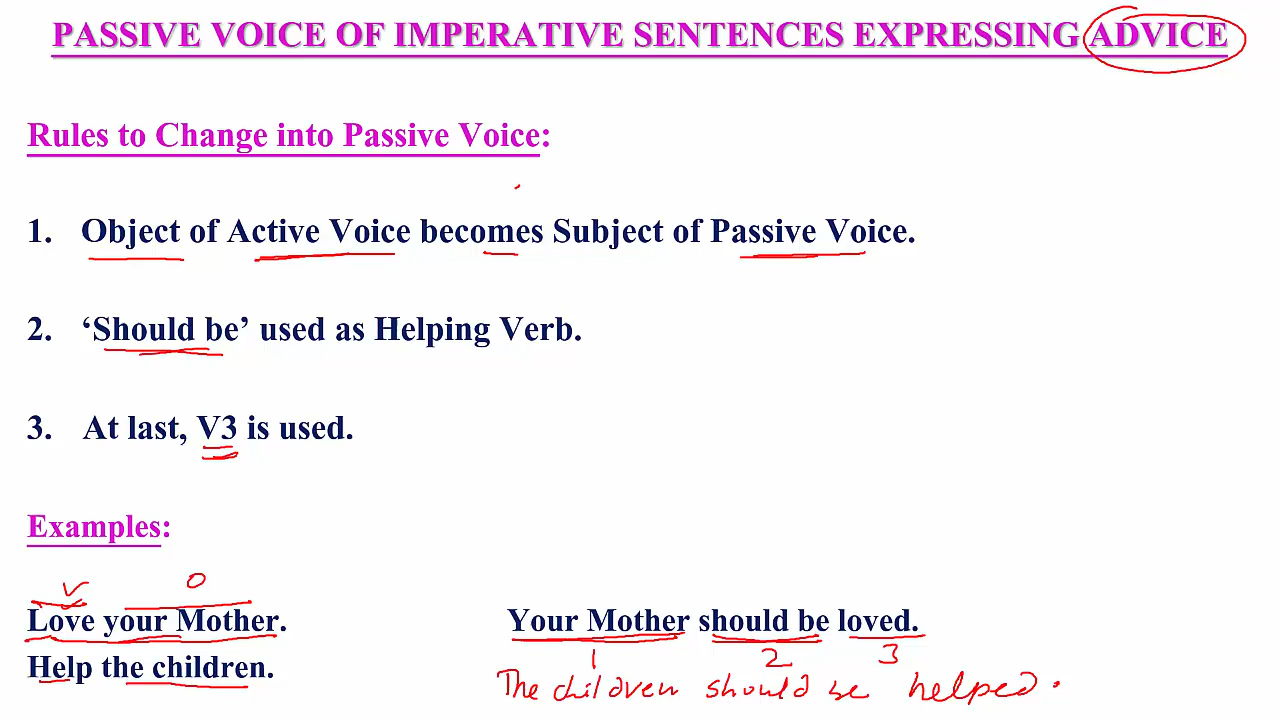 PASSIVE VOICE OF IMPERATIVE SENTENCES EXPRESSING ADVICE
Rules to Change into Passive Voice:
1. Object of Active Voice becomes Subject of Passive Voice.
2. ‘Should be’ used as Helping Verb.
3. At last, V3 is used.
Examples:
V O
Love your Mother. Your Mother should be loved.
1 2 3
Help the children. The children should be helped.